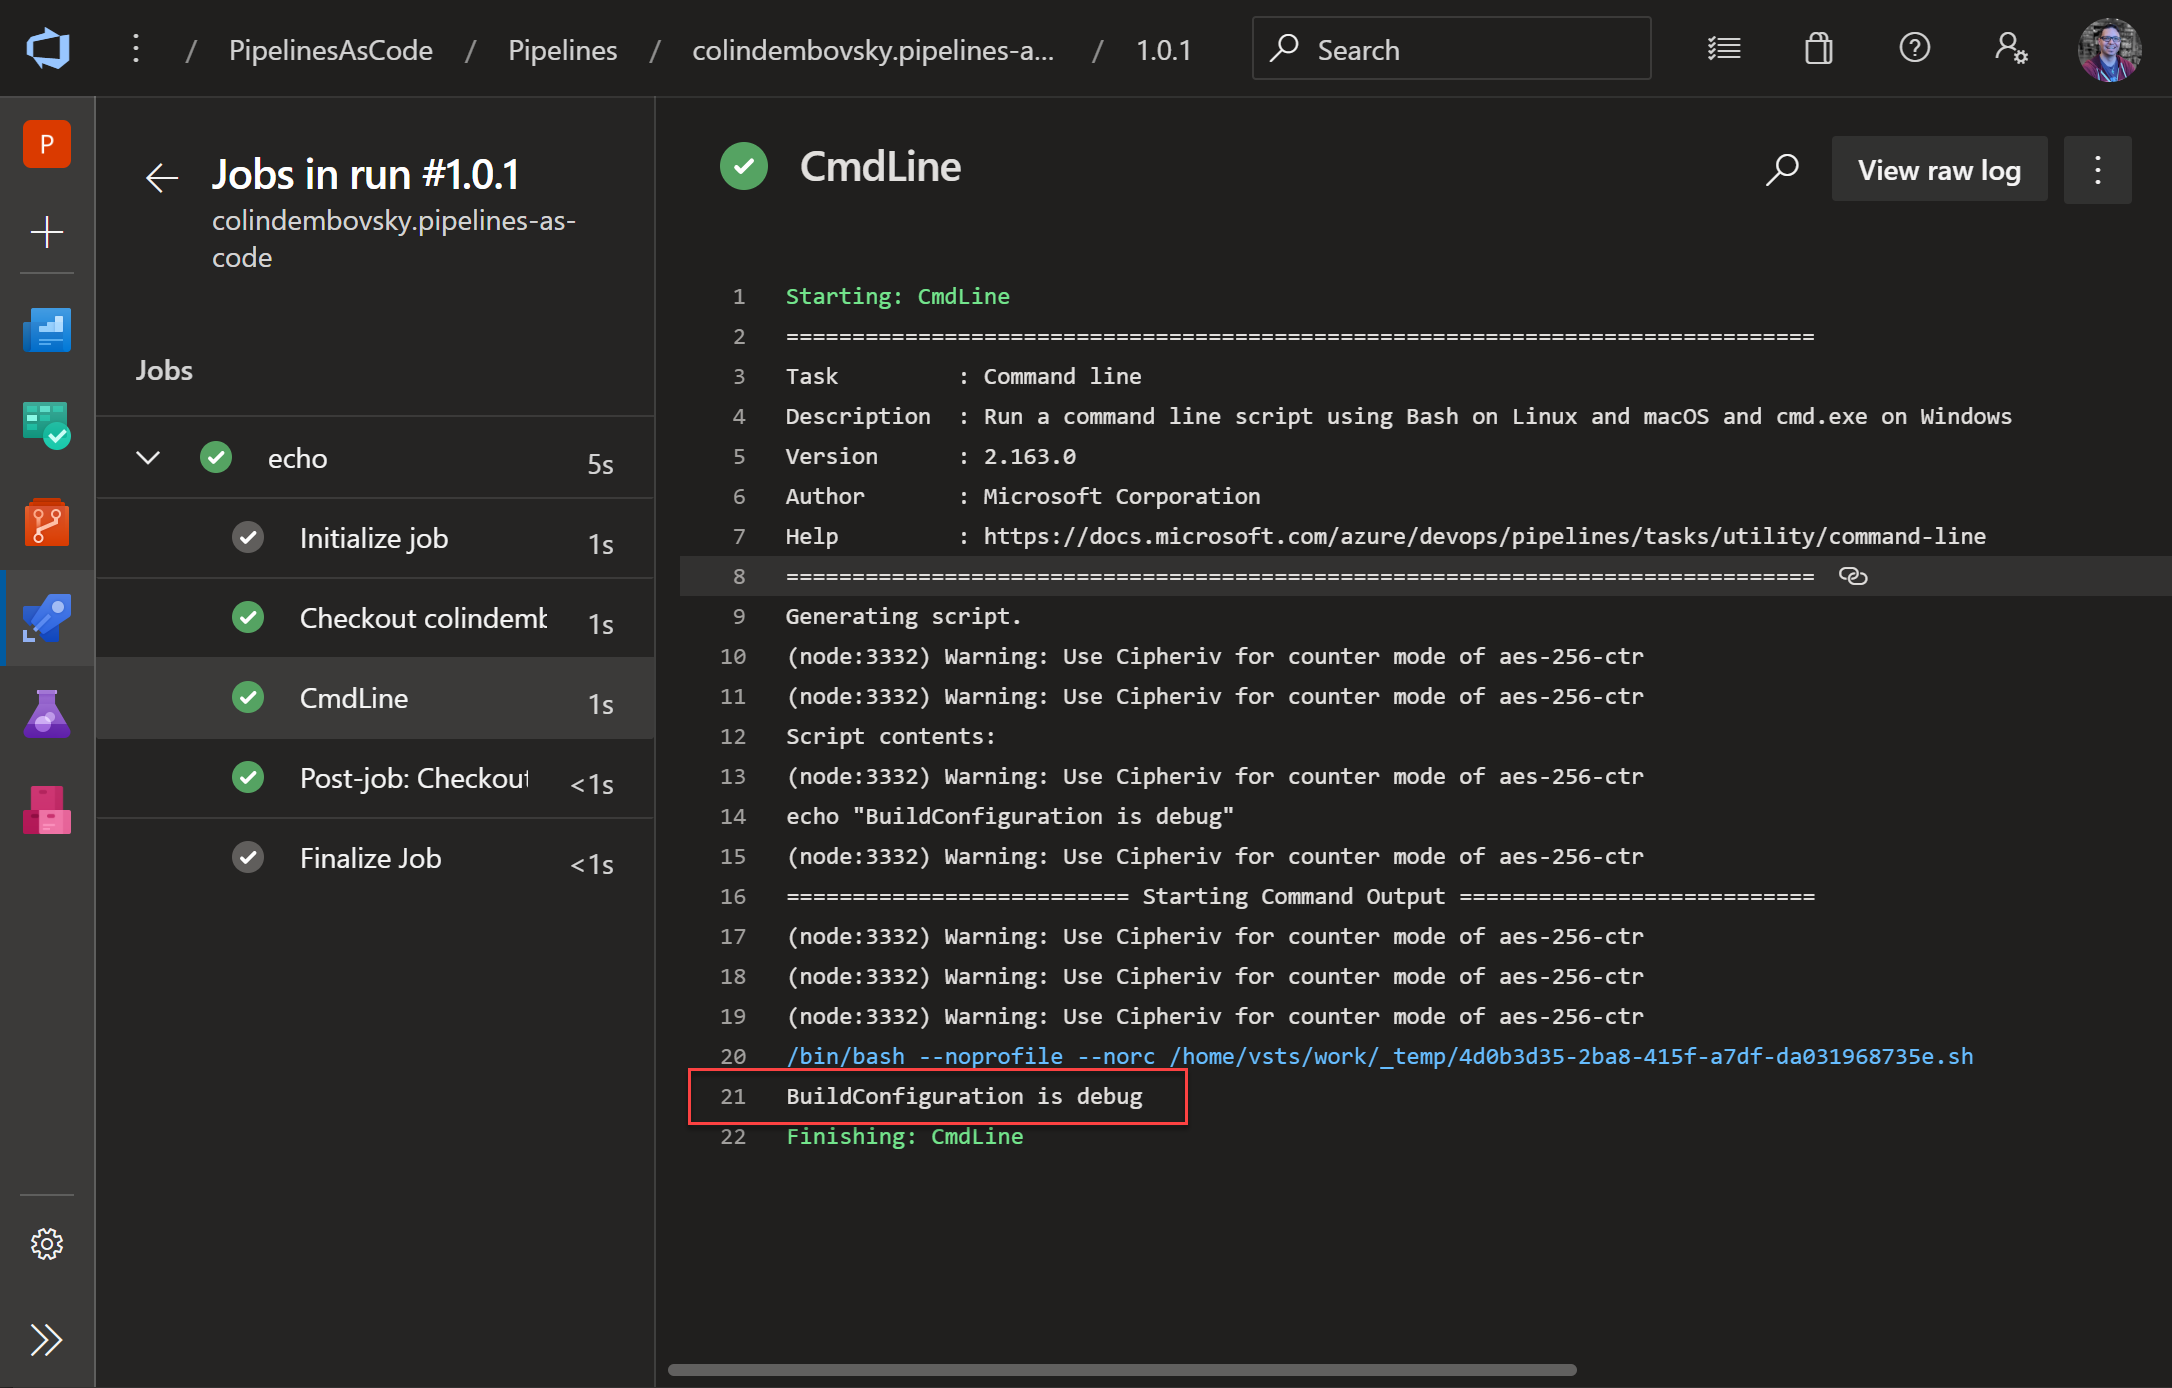 / PipelinesAsCode / Pipelines / colindembovsky.pipelines-a... / 1.0.1
Search
P
Jobs in run #1.0.1
colindembovsky.pipelines-as-
code
Jobs
echo 5s
Initialize job 1s
Checkout colindemb 1s
CmdLine 1s
Post-job: Checkout <1s
Finalize Job <1s
CmdLine
View raw log
1 Starting: CmdLine
2 ==============================================================================
3 Task : Command line
4 Description : Run a command line script using Bash on Linux and macOS and cmd.exe on Windows
5 Version : 2.163.0
6 Author : Microsoft Corporation
7 Help : https://docs.microsoft.com/azure/devops/pipelines/tasks/utility/command-line
8 ==============================================================================
9 Generating script.
10 (node:3332) Warning: Use Cipheriv for counter mode of aes-256-ctr
11 (node:3332) Warning: Use Cipheriv for counter mode of aes-256-ctr
12 Script contents:
13 (node:3332) Warning: Use Cipheriv for counter mode of aes-256-ctr
14 echo "BuildConfiguration is debug"
15 (node:3332) Warning: Use Cipheriv for counter mode of aes-256-ctr
16 ========================== Starting Command Output ===========================
17 (node:3332) Warning: Use Cipheriv for counter mode of aes-256-ctr
18 (node:3332) Warning: Use Cipheriv for counter mode of aes-256-ctr
19 (node:3332) Warning: Use Cipheriv for counter mode of aes-256-ctr
20 /bin/bash --noprofile --norc /home/vsts/work/_temp/4d0b3d35-2ba8-415f-a7df-da031968735e.sh
21 BuildConfiguration is debug
22 Finishing: CmdLine